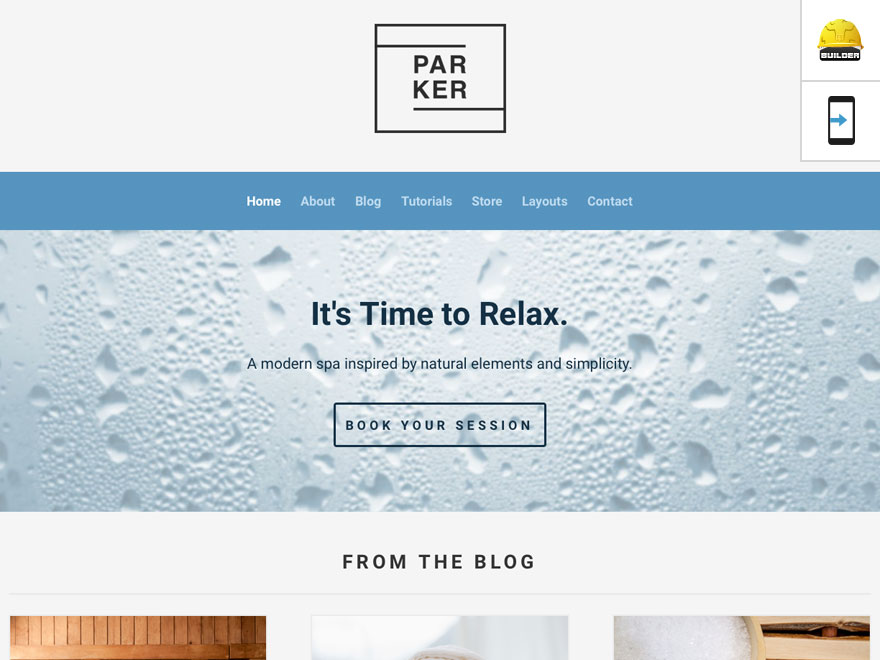 PAR
KER
BUILDER
Home About Blog Tutorials Store Layouts Contact
It's Time to Relax.
A modern spa inspired by natural elements and simplicity.
BOOK YOUR SESSION
FROM THE BLOG